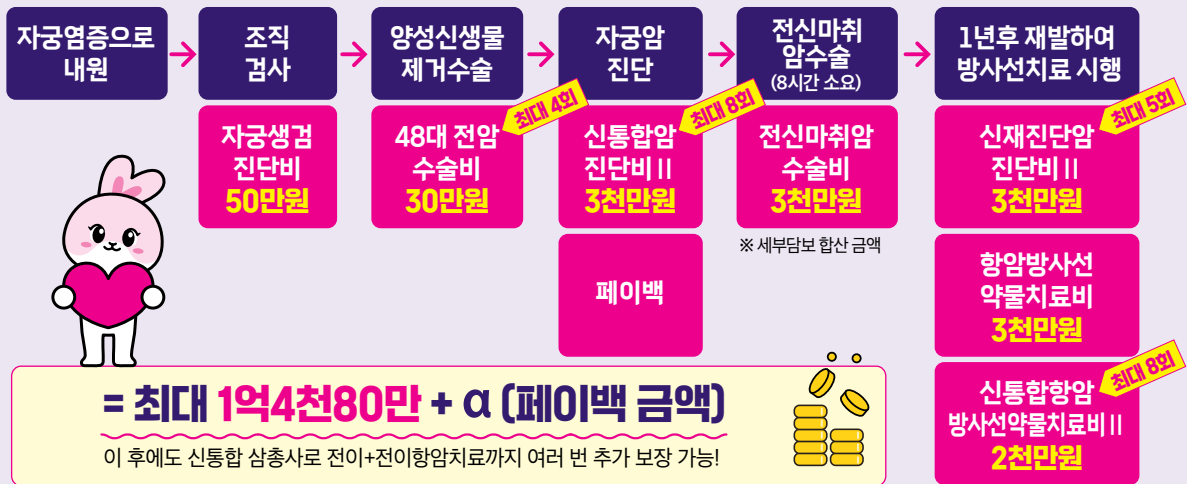 자궁염증으로
내원
조직
검사
양성신생물
제거수술
자궁암
진단
전신마취
암수술
(8시간 소요)
1년후 재발하여
방사선치료 시행
자궁생검
진단비
50만원
최대 4회
48대 전암
수술비
30만원
최대 8회
신통합암
진단비Ⅱ
3천만원
페이백
전신마취암
수술비
3천만원
※ 세부담보 합산 금액
최대 5회
신재진단암
진단비Ⅱ
3천만원
항암방사선
약물치료비
3천만원
최대 8회
신통합항암
방사선약물치료비Ⅱ
2천만원
= 최대 1억4천80만 + α (페이백 금액)
이 후에도 신통합 삼총사로 전이+전이항암치료까지 여러 번 추가 보장 가능!